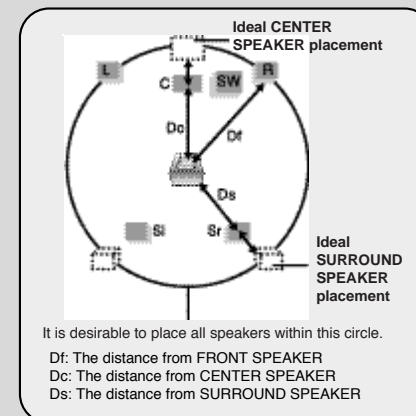 Ideal CENTER
SPEAKER placement
L
R
C
SW
Dc
Df
Ds
Sl
Sr
Ideal
SURROUND
SPEAKER
placement
It is desirable to place all speakers within this circle.
Df: The distance from FRONT SPEAKER
Dc: The distance from CENTER SPEAKER
Ds: The distance from SURROUND SPEAKER